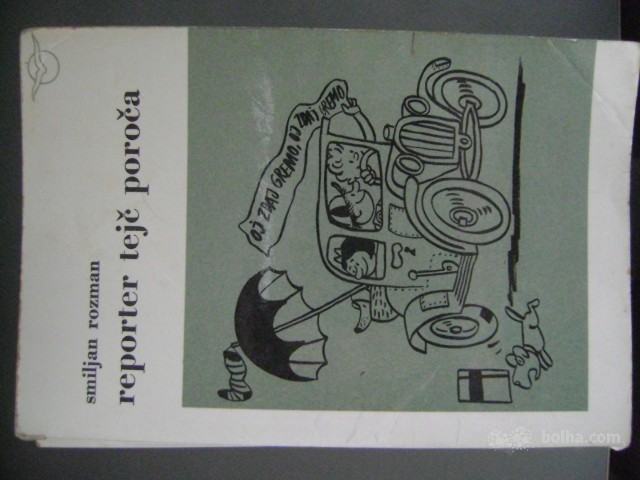 smiljan rozman
reporter tejč poroča
OJ ZDAJ GREMO, OJ ZDAJ GREMO
bolha.com